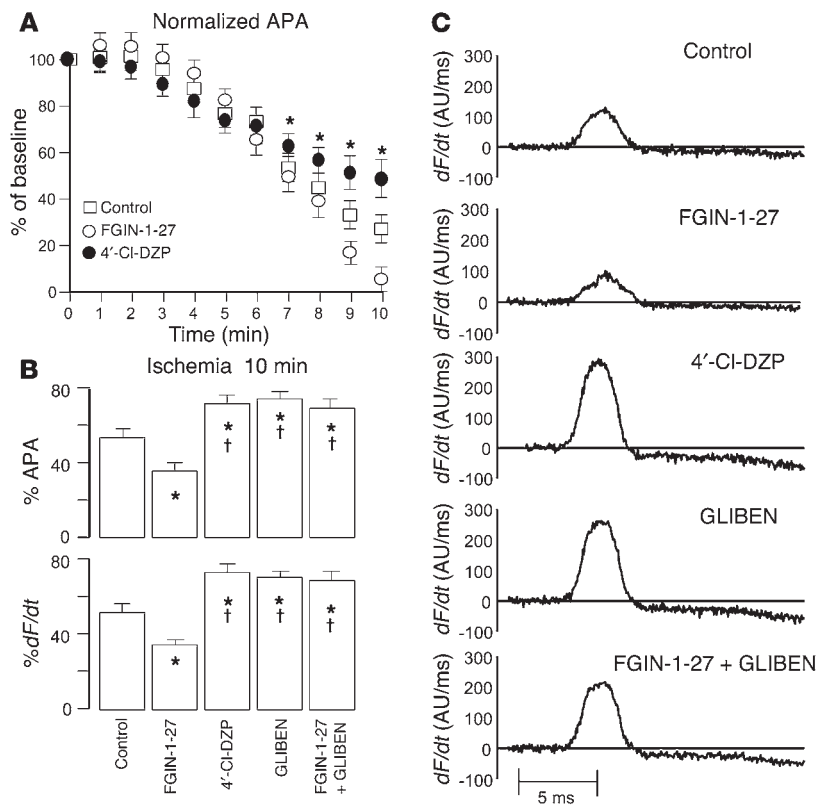 A
Normalized APA
100
80
60
40
20
0
% of baseline
* * * *
Control
FGIN-1-27
4′-Cl-DZP
0 1 2 3 4 5 6 7 8 9 10
Time (min)
B
Ischemia 10 min
80
40
0
% APA
*
*
†
*
†
*
†
80
40
0
%dF/dt
*
*
†
*
†
*
†
Control
FGIN-1-27
4′-Cl-DZP
GLIBEN
FGIN-1-27
+ GLIBEN
C
Control
300
200
100
0
-100
dF/dt (AU/ms)
FGIN-1-27
300
200
100
0
-100
dF/dt (AU/ms)
4′-Cl-DZP
300
200
100
0
-100
dF/dt (AU/ms)
GLIBEN
300
200
100
0
-100
dF/dt (AU/ms)
FGIN-1-27 + GLIBEN
300
200
100
0
-100
dF/dt (AU/ms)
5 ms